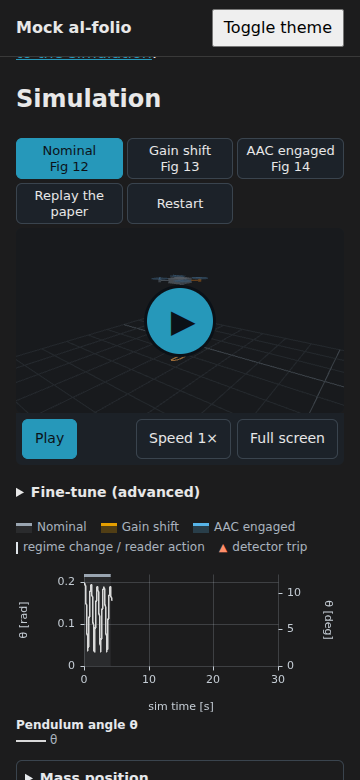 Mock al-folio
Toggle theme
to the simulation.
Simulation
Nominal
Fig 12
Gain shift
Fig 13
AAC engaged
Fig 14
Replay the
paper
Restart
Play
Speed 1×
Full screen
Fine-tune (advanced)
Nominal
Gain shift
AAC engaged
regime change / reader action
detector trip
0.2
0.1
0
θ [rad]
10
5
0
θ [deg]
0
10
20
30
sim time [s]
Pendulum angle θ
θ
Mass position